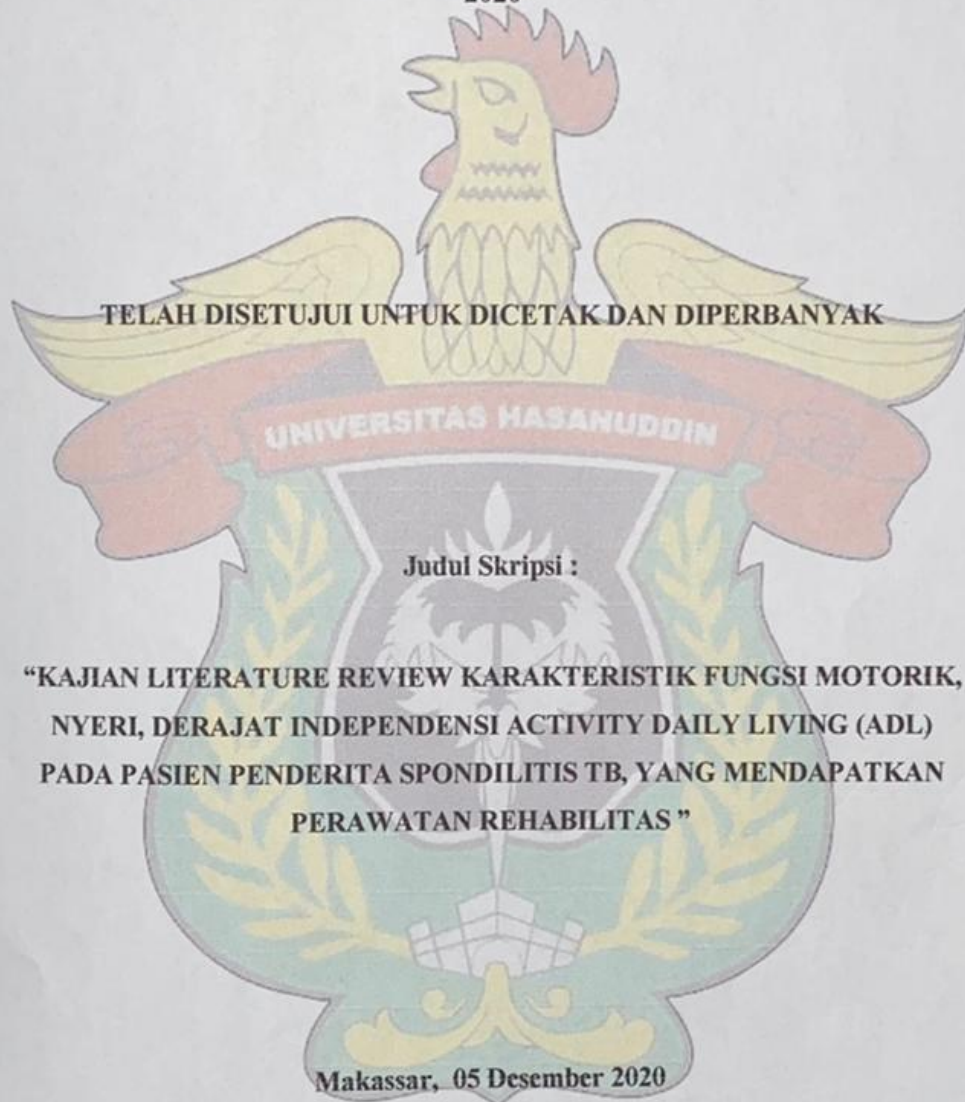 2020
TELAH DISETUJUI UNTUK DICETAK DAN DIPERBANYAK
UNIVERSITAS HASANUDDIN
Judul Skripsi :
“KAJIAN LITERATURE REVIEW KARAKTERISTIK FUNGSI MOTORIK,
NYERI, DERAJAT INDEPENDENSI ACTIVITY DAILY LIVING (ADL)
PADA PASIEN PENDERITA SPONDILITIS TB, YANG MENDAPATKAN
PERAWATAN REHABILITAS ”
Makassar, 05 Desember 2020